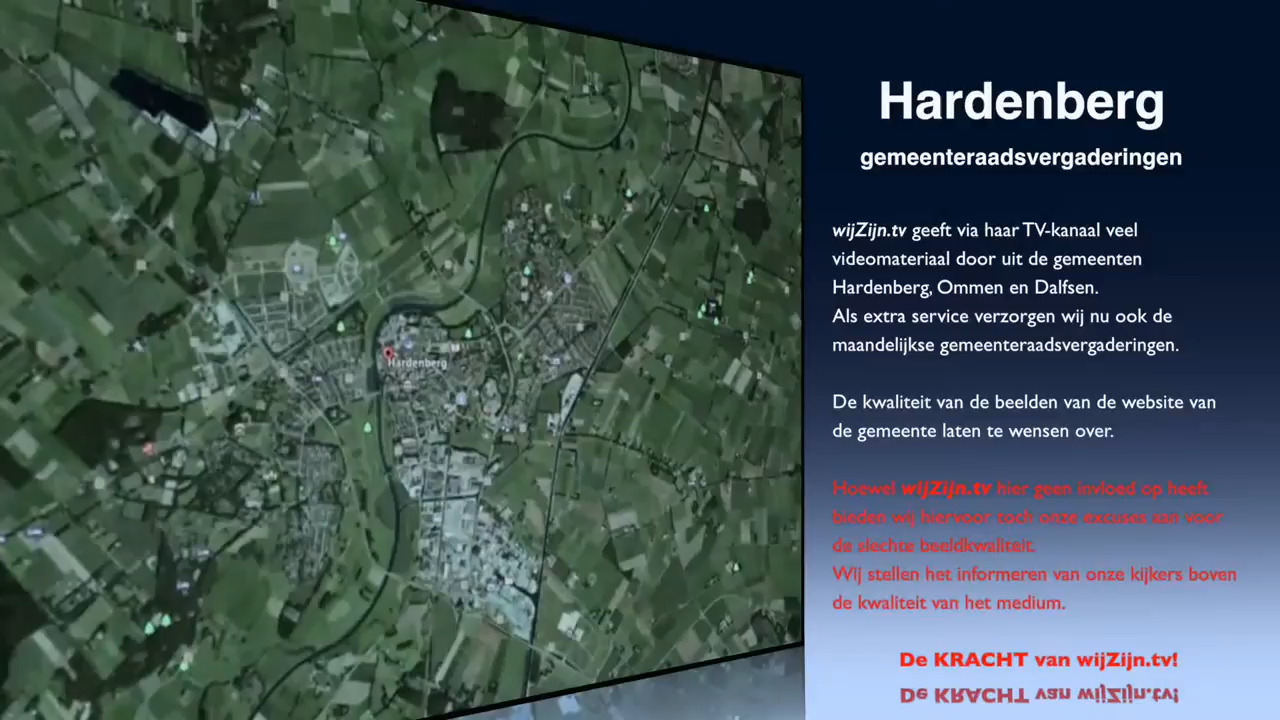 Hardenberg
gemeenteraadsvergaderingen
wijZijn.tv geeft via haar TV-kanaal veel
videomateriaal door uit de gemeenten
Hardenberg, Ommen en Dalfsen.
Als extra service verzorgen wij nu ook de
maandelijkse gemeenteraadsvergaderingen.
De kwaliteit van de beelden van de website van
de gemeente laten te wensen over.
Hoewel wijZijn.tv hier geen invloed op heeft
bieden wij hiervoor toch onze excuses aan voor
de slechte beeldkwaliteit.
Wij stellen het informeren van onze kijkers boven
de kwaliteit van het medium.
De KRACHT van wijZijn.tv!
Hardenberg